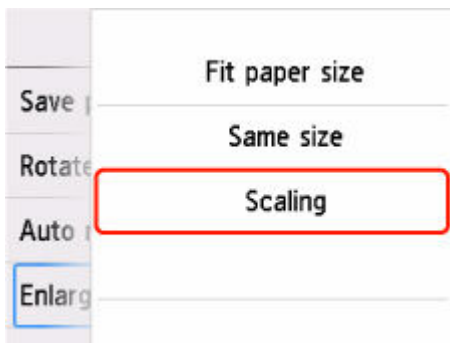 Fit paper size
Save
Same size
Rotate
Scaling
Auto
Enlarg